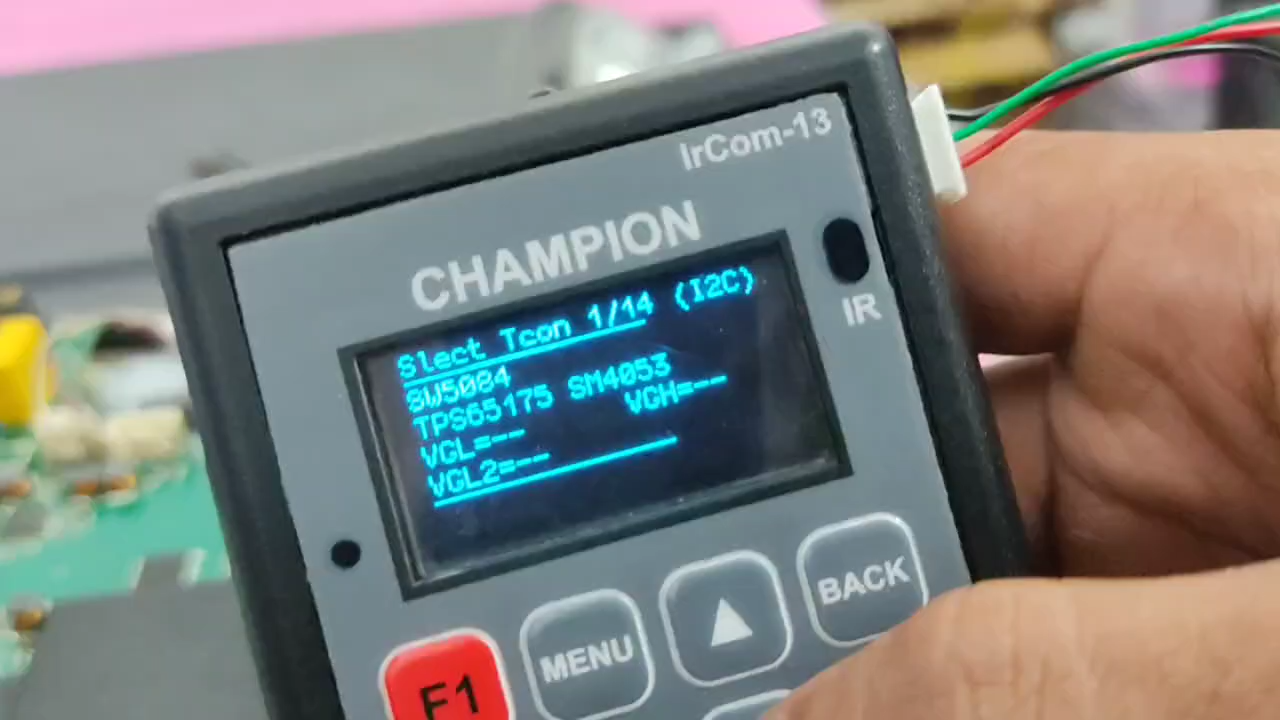 IrCom-13
CHAMPION
IR
Slect Tcon 1/14 (I2C)
SW5084
TPS65175 SM4053
VGL=-- VGH=--
VGL2=--
F1
MENU
▲
BACK